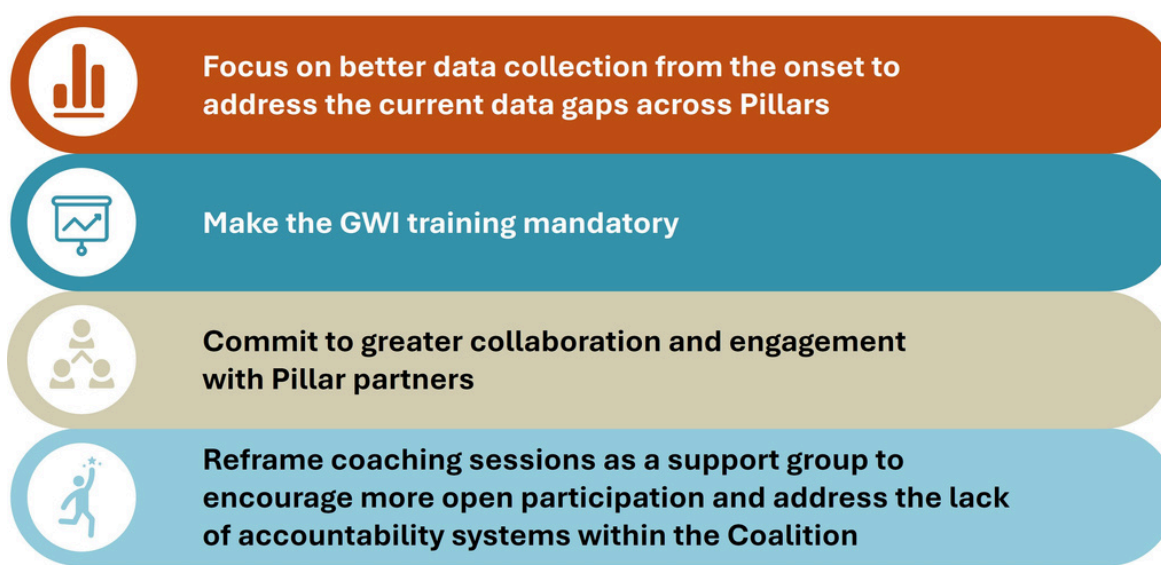 Focus on better data collection from the onset to
address the current data gaps across Pillars
Make the GWI training mandatory
Commit to greater collaboration and engagement
with Pillar partners
Reframe coaching sessions as a support group to
encourage more open participation and address the lack
of accountability systems within the Coalition